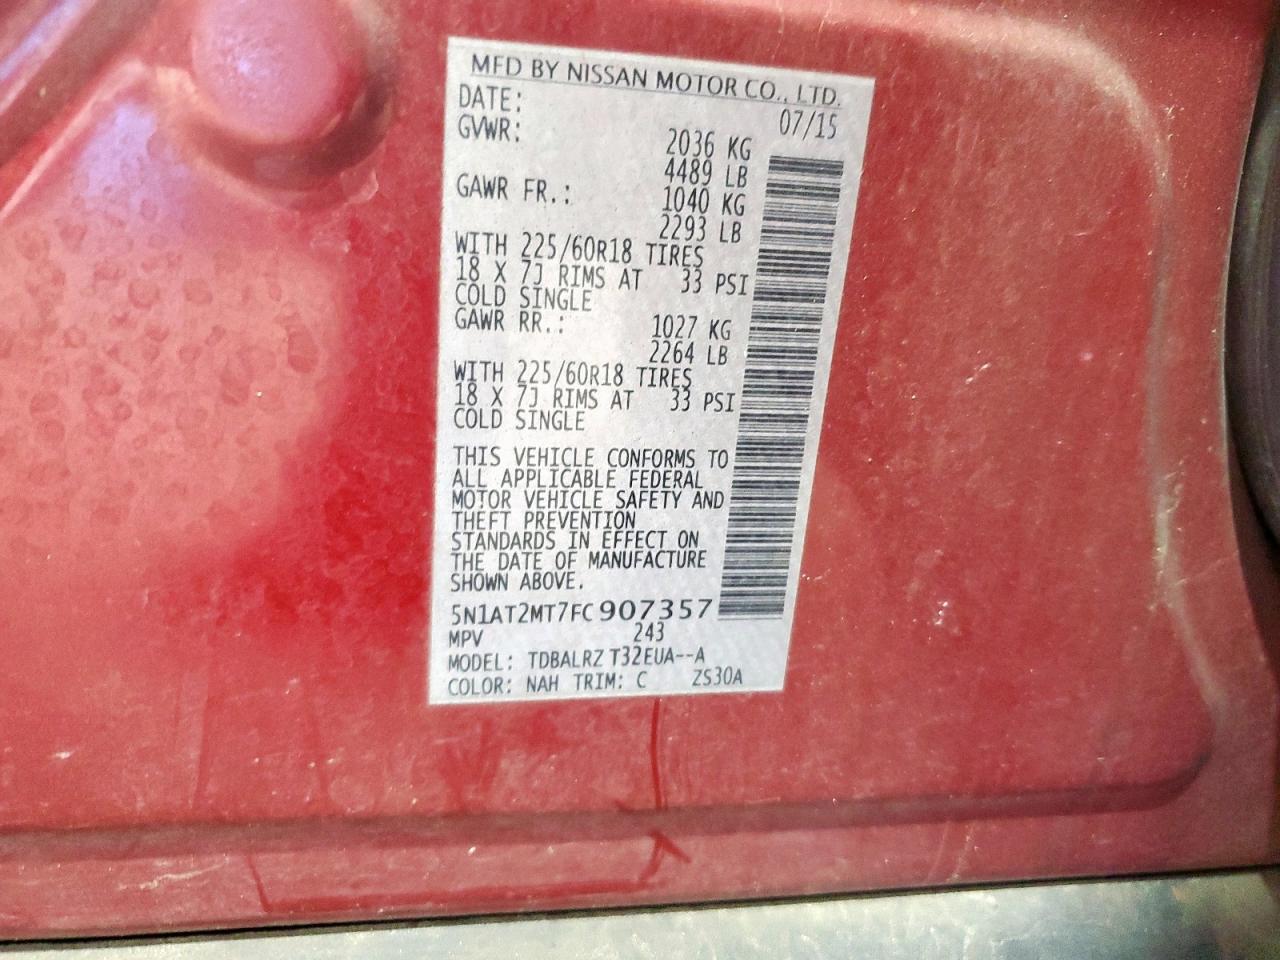 MFD BY NISSAN MOTOR CO., LTD.
DATE: 07/15
GVWR: 2036 KG
4489 LB
GAWR FR.: 1040 KG
2293 LB
WITH 225/60R18 TIRES
18 X 7J RIMS AT 33 PSI
COLD SINGLE
GAWR RR.: 1027 KG
2264 LB
WITH 225/60R18 TIRES
18 X 7J RIMS AT 33 PSI
COLD SINGLE
THIS VEHICLE CONFORMS TO
ALL APPLICABLE FEDERAL
MOTOR VEHICLE SAFETY AND
THEFT PREVENTION
STANDARDS IN EFFECT ON
THE DATE OF MANUFACTURE
SHOWN ABOVE.
5N1AT2MT7FC907357
MPV 243
MODEL: TDBALRZ T32EUA--A
COLOR: NAH TRIM: C ZS30A